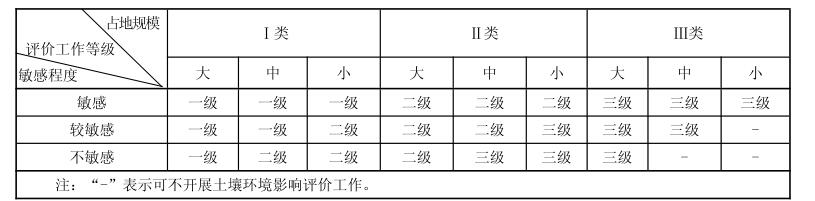 占地规模
评价工作等级
敏感程度
Ⅰ类 Ⅱ类 Ⅲ类
大 中 小 大 中 小 大 中 小
敏感 一级 一级 一级 二级 二级 二级 三级 三级 三级
较敏感 一级 一级 二级 二级 二级 三级 三级 三级 -
不敏感 一级 二级 二级 二级 三级 三级 三级 - -
注：“-”表示可不开展土壤环境影响评价工作。